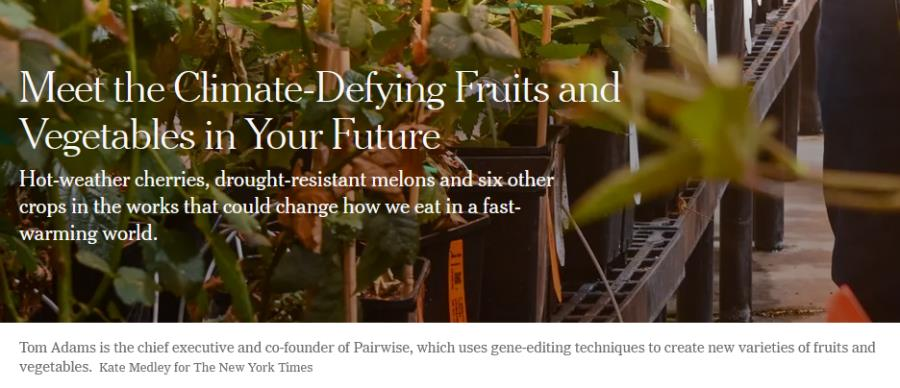 Meet the Climate-Defying Fruits and
Vegetables in Your Future
Hot-weather cherries, drought-resistant melons and six other
crops in the works that could change how we eat in a fast-
warming world.
Tom Adams is the chief executive and co-founder of Pairwise, which uses gene-editing techniques to create new varieties of fruits and
vegetables. Kate Medley for The New York Times